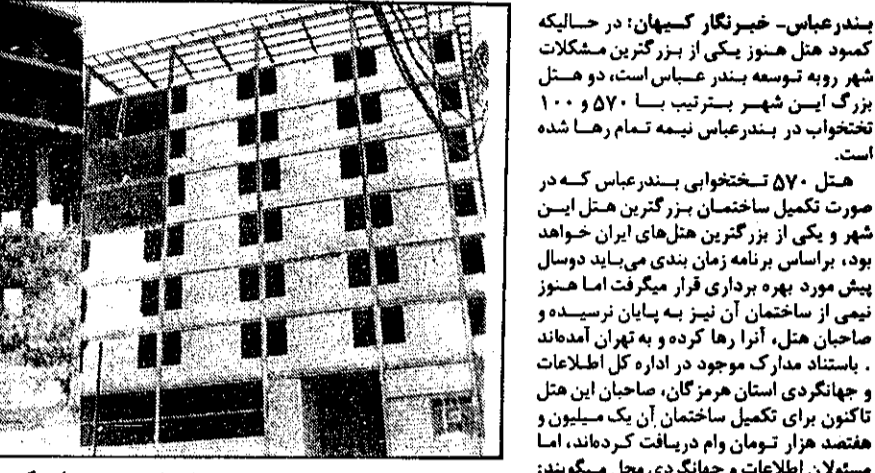 بندرعباس- خبرنگار کیهان: در حالیکه
کمبود هتل هنوز یکی از بزرگترین مشکلات
شهر روبه توسعه بندر عباس است، دو هتل
بزرگ این شهر بترتیب با ۵۷۰ و ۱۰۰
تختخواب در بندرعباس نیمه تمام رها شده
است.
هتل ۵۷۰ تختخوابی بندرعباس که در
صورت تکمیل ساختمان بزرگترین هتل این
شهر و یکی از بزرگترین هتل‌های ایران خواهد
بود، براساس برنامه زمان بندی می‌باید دوسال
پیش مورد بهره برداری قرار میگرفت اما هنوز
نیمی از ساختمان آن نیز به پایان نرسیده و
صاحبان هتل، آنرا رها کرده و به تهران آمده‌اند
. باستناد مدارک موجود در اداره کل اطلاعات
و جهانگردی استان هرمزگان، صاحبان این هتل
تاکنون برای تکمیل ساختمان آن یک میلیون و
هفتصد هزار تومان وام دریافت کرده‌اند، اما
مسئولان اطلاعات و جهانگردی محل میگویند: